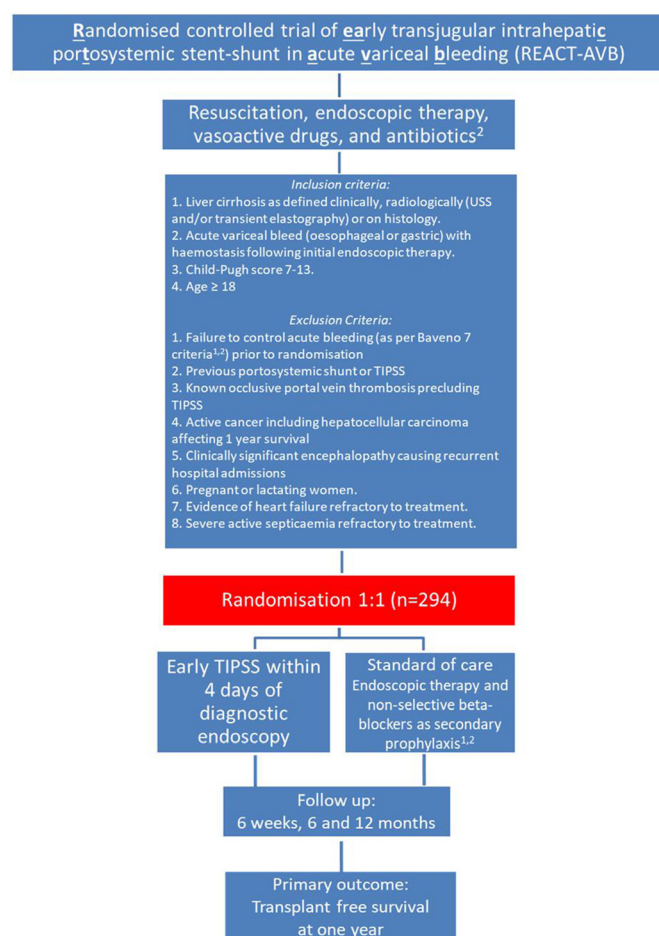 Randomised controlled trial of early transjugular intrahepatic
portosystemic stent-shunt in acute variceal bleeding (REACT-AVB)
Resuscitation, endoscopic therapy,
vasoactive drugs, and antibiotics2
Inclusion criteria:
1. Liver cirrhosis as defined clinically, radiologically (USS
and/or transient elastography) or on histology.
2. Acute variceal bleed (oesophageal or gastric) with
haemostasis following initial endoscopic therapy.
3. Child-Pugh score 7-13.
4. Age ≥ 18
Exclusion Criteria:
1. Failure to control acute bleeding (as per Baveno 7
criteria1,2) prior to randomisation
2. Previous portosystemic shunt or TIPSS
3. Known occlusive portal vein thrombosis precluding
TIPSS
4. Active cancer including hepatocellular carcinoma
affecting 1 year survival
5. Clinically significant encephalopathy causing recurrent
hospital admissions
6. Pregnant or lactating women.
7. Evidence of heart failure refractory to treatment.
8. Severe active septicaemia refractory to treatment.
Randomisation 1:1 (n=294)
Early TIPSS within
4 days of
diagnostic
endoscopy
Standard of care
Endoscopic therapy and
non-selective beta-
blockers as secondary
prophylaxis1,2
Follow up:
6 weeks, 6 and 12 months
Primary outcome:
Transplant free survival
at one year